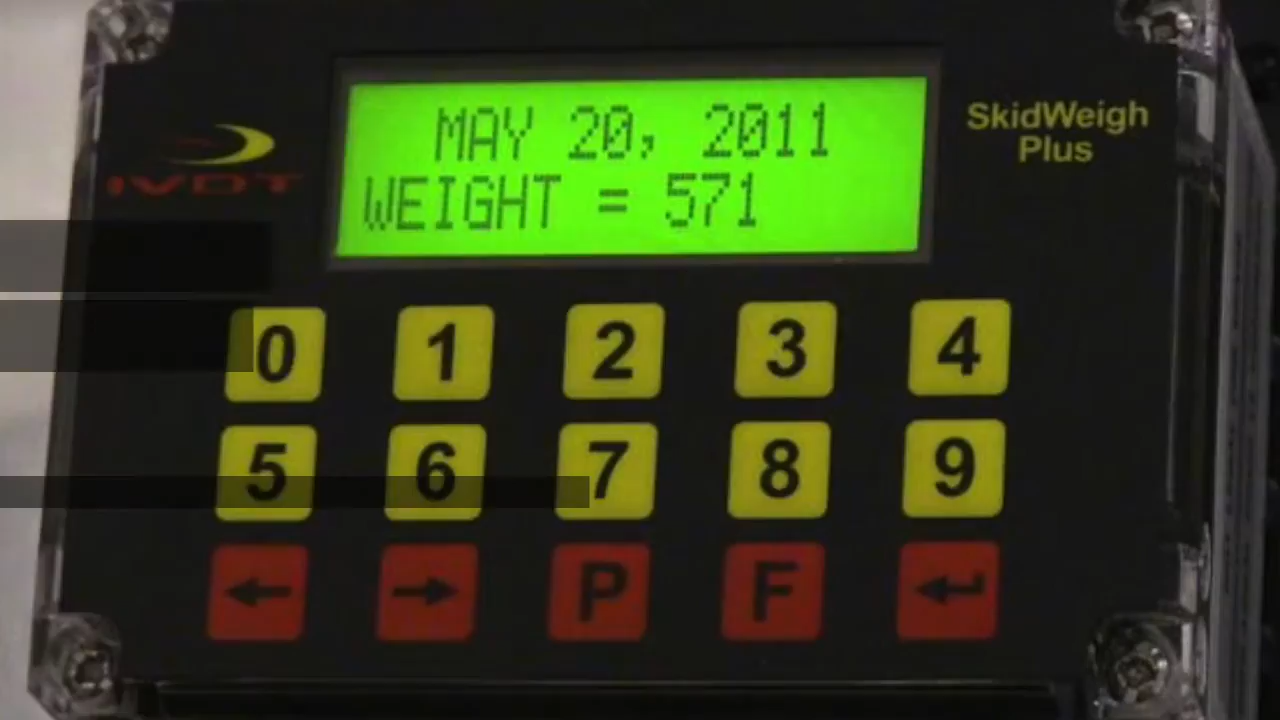 MAY 20, 2011
WEIGHT = 571
IVDT
SkidWeigh
Plus
0 1 2 3 4
5 6 7 8 9
← → P F ↵